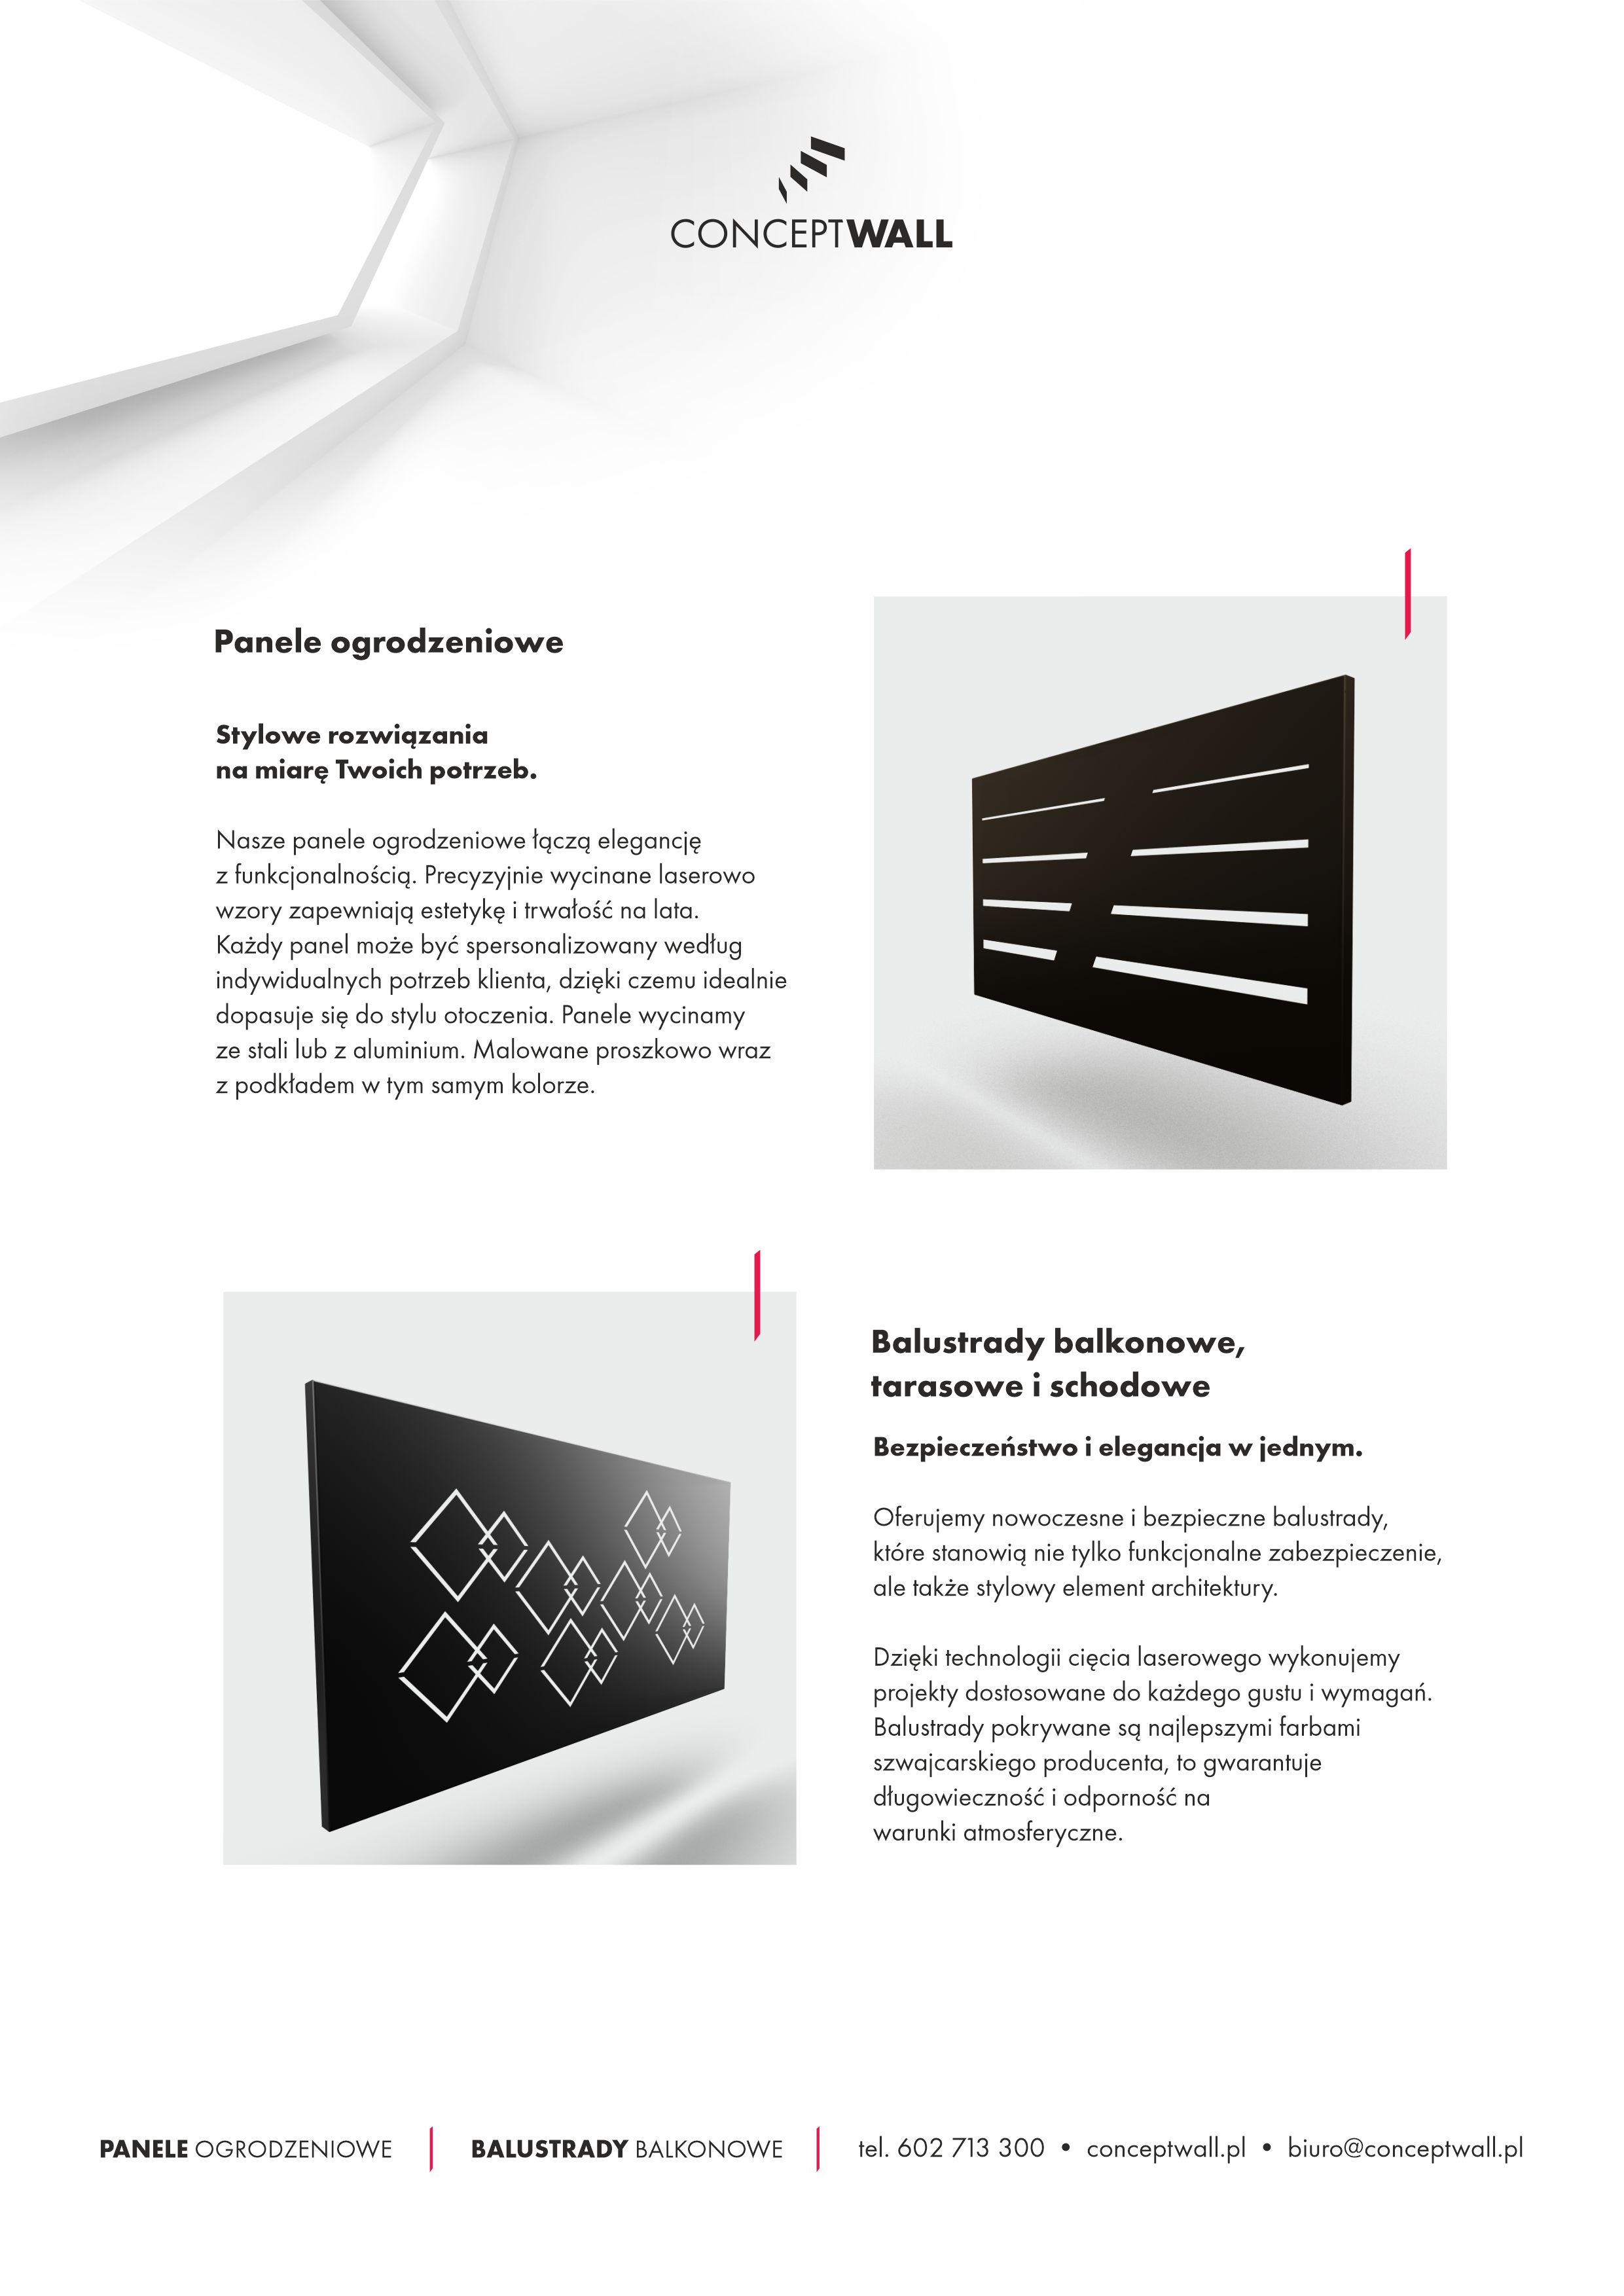 CONCEPTWALL
Panele ogrodzeniowe
Stylowe rozwiązania
na miarę Twoich potrzeb.
Nasze panele ogrodzeniowe łączą elegancję
z funkcjonalnością. Precyzyjnie wycinane laserowo
wzory zapewniają estetykę i trwałość na lata.
Każdy panel może być spersonalizowany według
indywidualnych potrzeb klienta, dzięki czemu idealnie
dopasuje się do stylu otoczenia. Panele wycinamy
ze stali lub z aluminium. Malowane proszkowo wraz
z podkładem w tym samym kolorze.
Balustrady balkonowe,
tarasowe i schodowe
Bezpieczeństwo i elegancja w jednym.
Oferujemy nowoczesne i bezpieczne balustrady,
które stanowią nie tylko funkcjonalne zabezpieczenie,
ale także stylowy element architektury.
Dzięki technologii cięcia laserowego wykonujemy
projekty dostosowane do każdego gustu i wymagań.
Balustrady pokrywane są najlepszymi farbami
szwajcarskiego producenta, to gwarantuje
długowieczność i odporność na
warunki atmosferyczne.
PANELE OGRODZENIOWE | BALUSTRADY BALKONOWE | tel. 602 713 300 • conceptwall.pl • biuro@conceptwall.pl